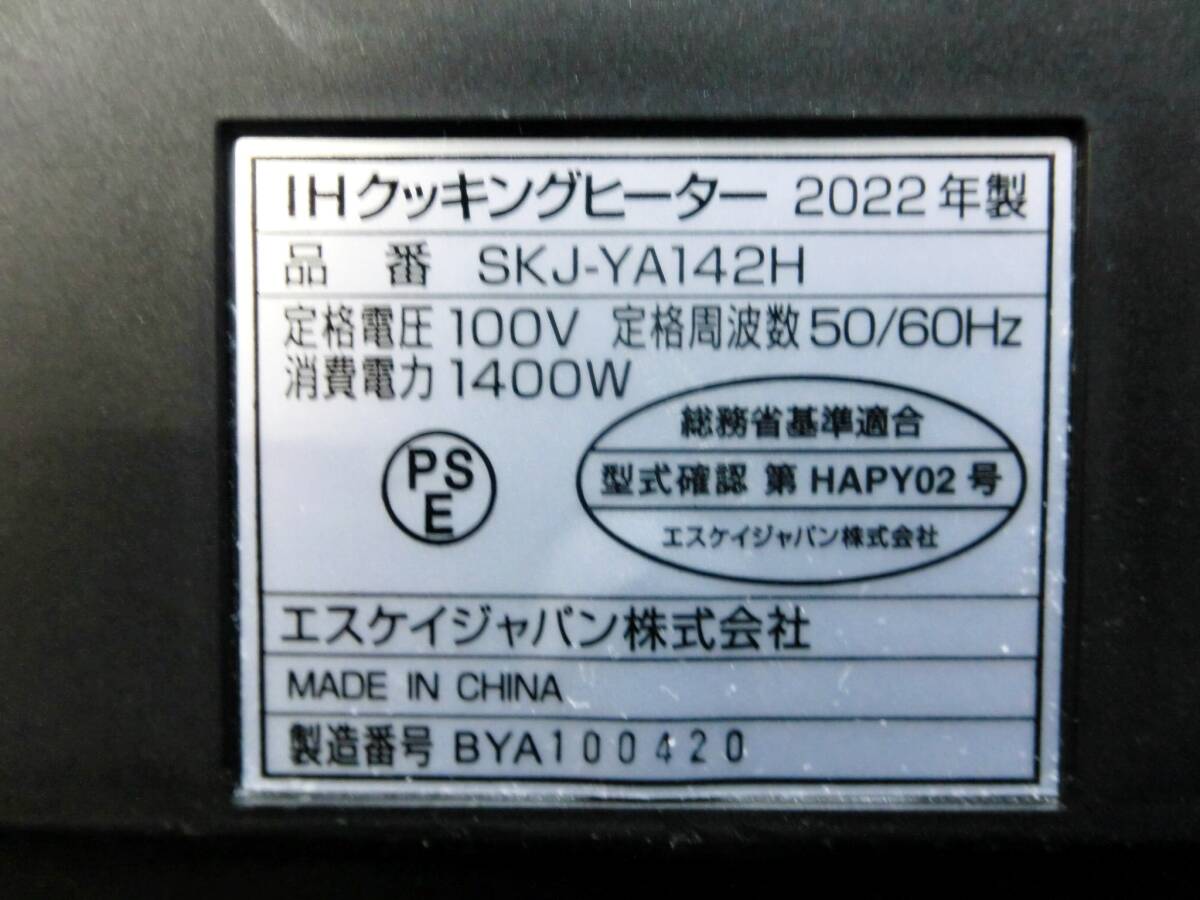 IHクッキングヒーター 2022年製
品 番 SKJ-YA142H
定格電圧 100V 定格周波数 50/60Hz
消費電力 1400W
PS
E
総務省基準適合
型式確認 第 HAPY02 号
エスケイジャパン株式会社
エスケイジャパン株式会社
MADE IN CHINA
製造番号 BYA100420